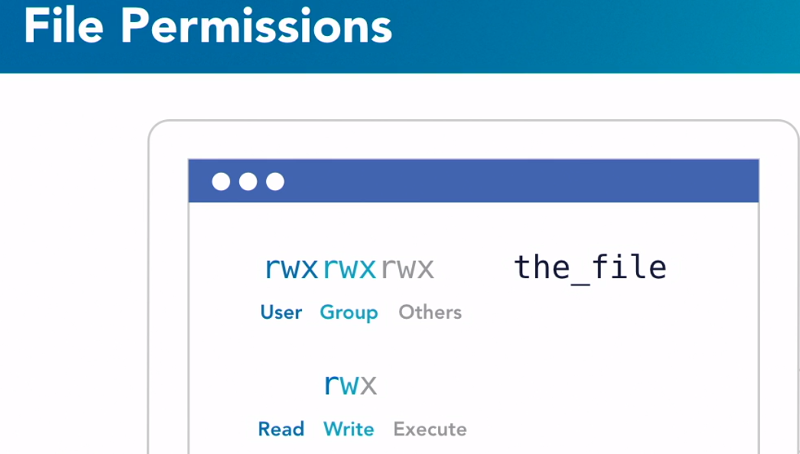 File Permissions
rwxrwxrwx the_file
User Group Others
rwx
Read Write Execute